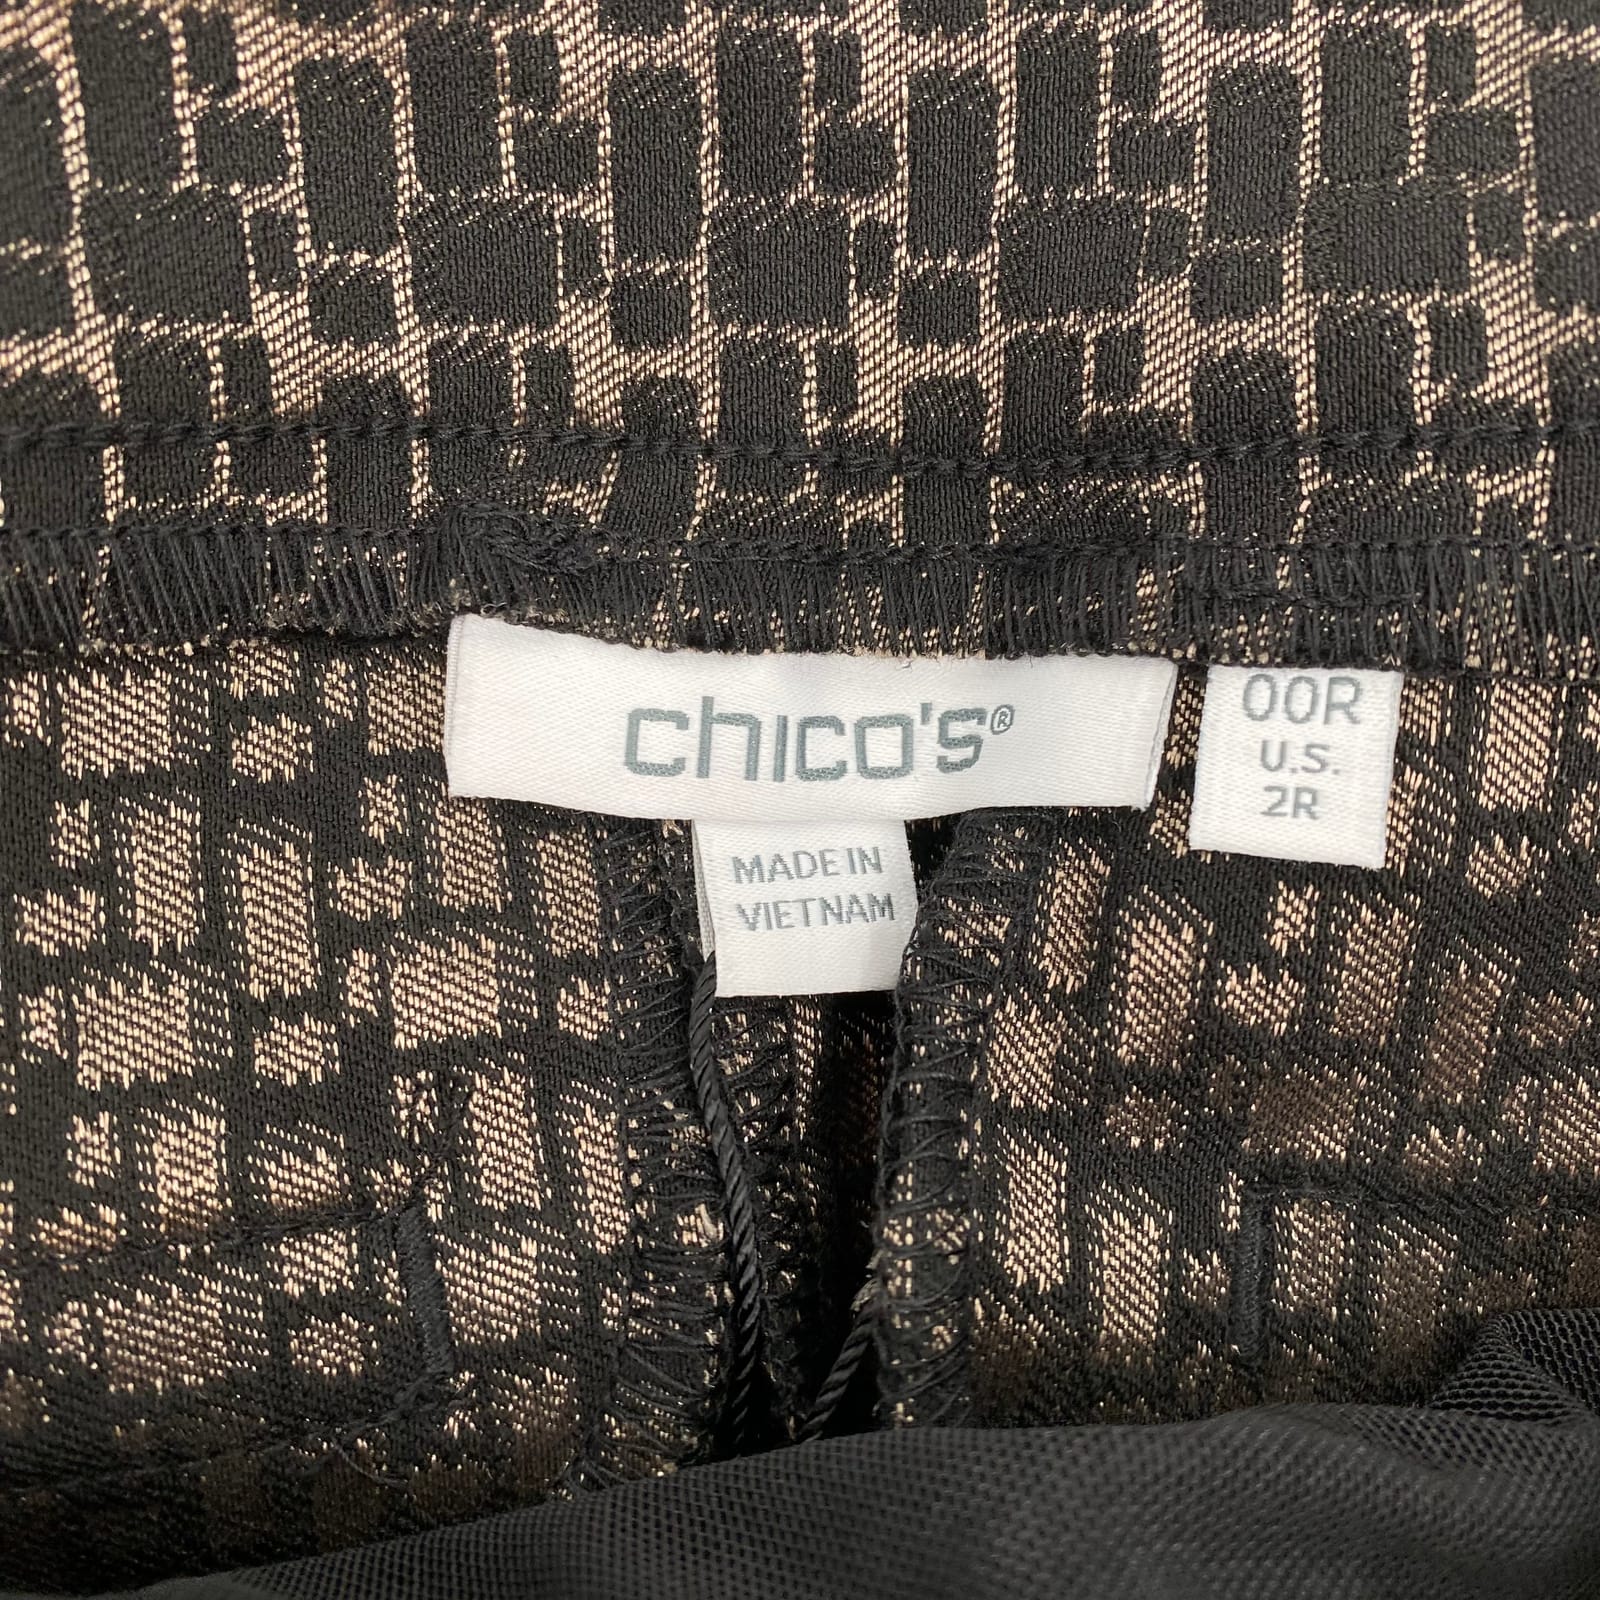 chico's®
00R
U.S.
2R
MADE IN
VIETNAM